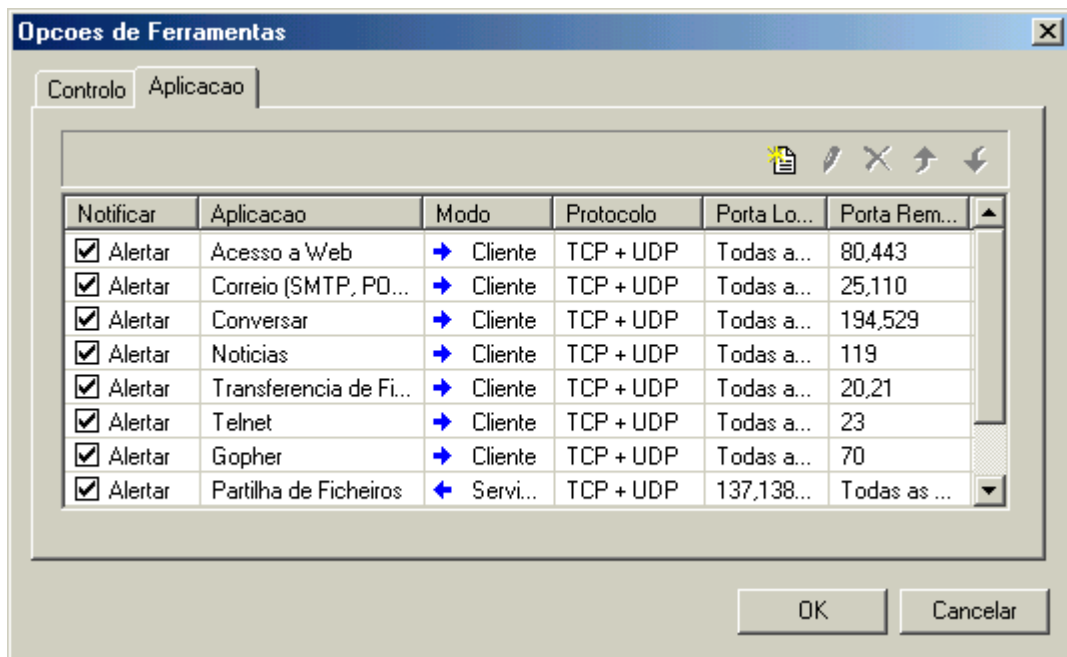 Opcoes de Ferramentas
Controlo Aplicacao
Notificar Aplicacao Modo Protocolo Porta Lo... Porta Rem...
Alertar Acesso a Web Cliente TCP + UDP Todas a... 80,443
Alertar Correio (SMTP, PO... Cliente TCP + UDP Todas a... 25,110
Alertar Conversar Cliente TCP + UDP Todas a... 194,529
Alertar Noticias Cliente TCP + UDP Todas a... 119
Alertar Transferencia de Fi... Cliente TCP + UDP Todas a... 20,21
Alertar Telnet Cliente TCP + UDP Todas a... 23
Alertar Gopher Cliente TCP + UDP Todas a... 70
Alertar Partilha de Ficheiros Servi... TCP + UDP 137,138... Todas as ...
OK Cancelar